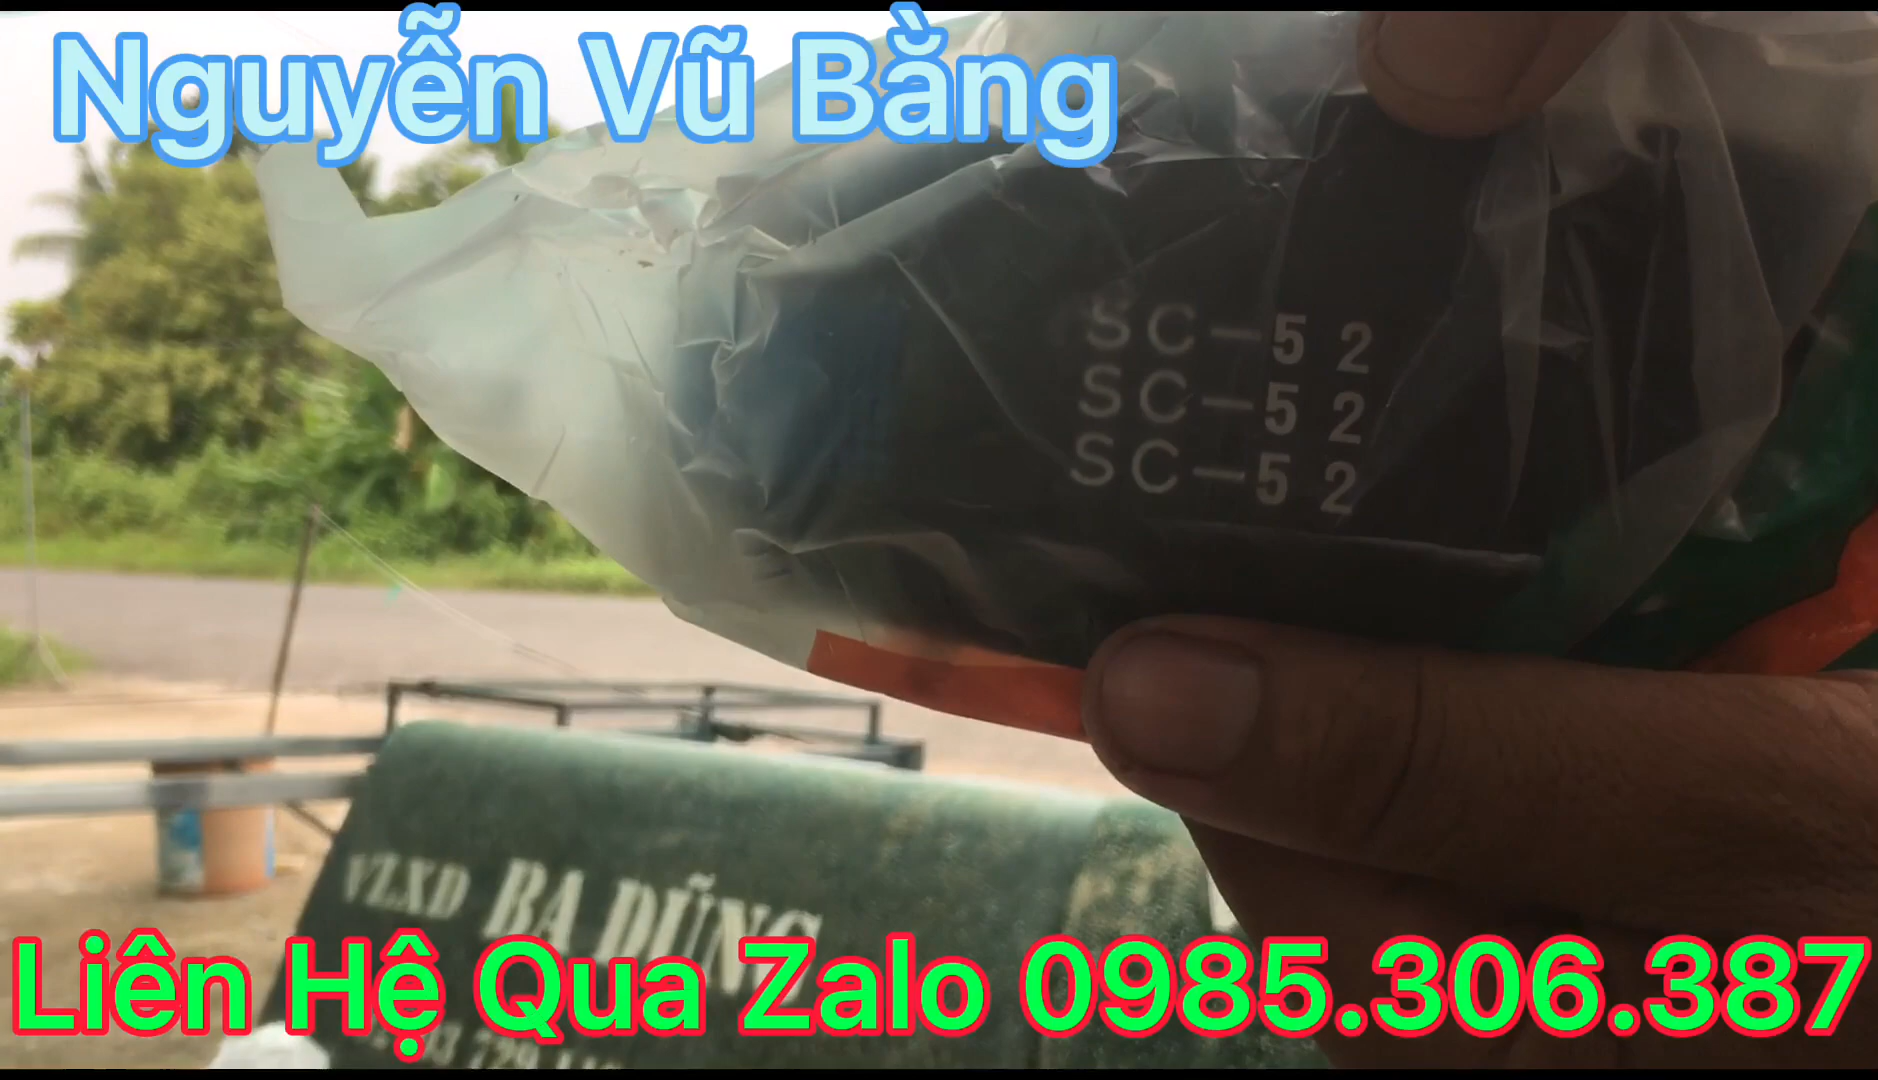 Nguyễn Vũ Bằng
SC-52
SC-52
SC-52
VLXD BA DŨNG
Liên Hệ Qua Zalo 0985.306.387